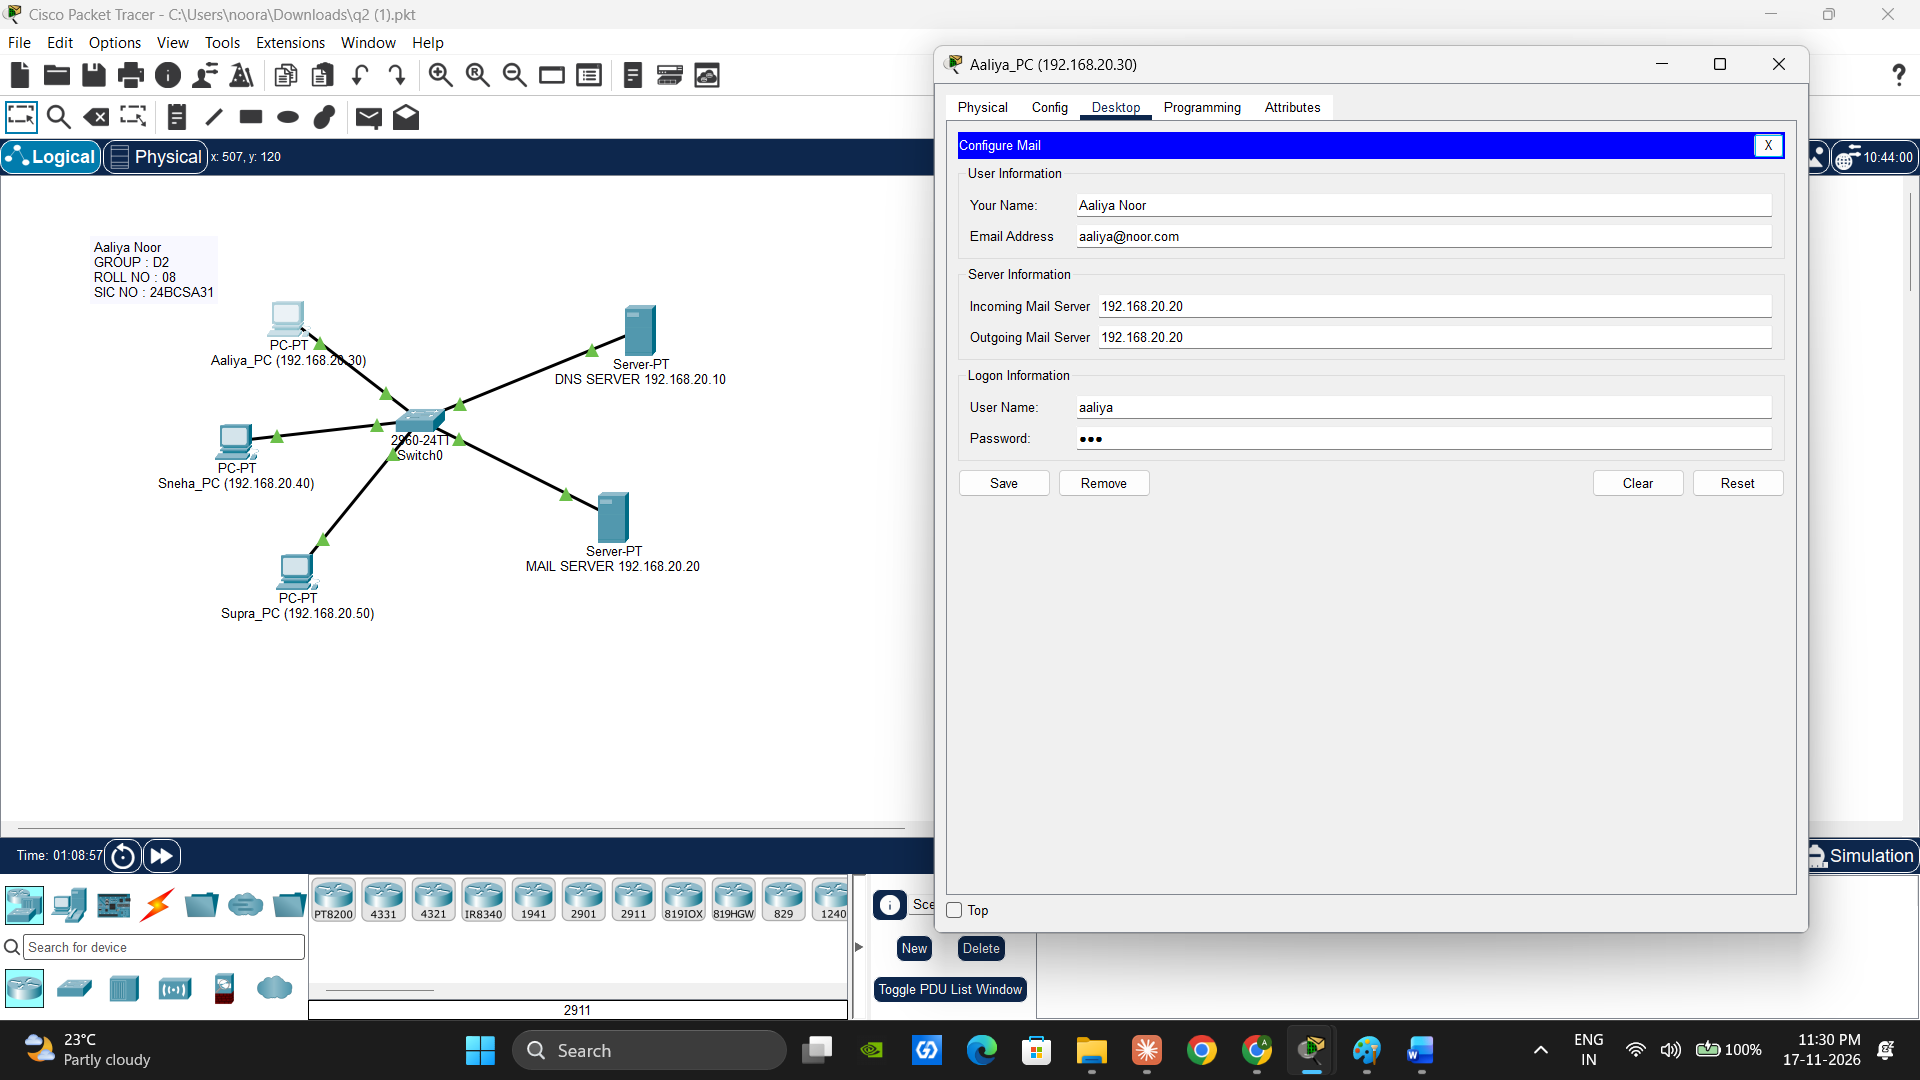 Cisco Packet Tracer - C:\Users\noora\Downloads\q2 (1).pkt
File Edit Options View Tools Extensions Window Help
Logical Physical x: 507, y: 120
10:44:00
Aaliya Noor
GROUP : D2
ROLL NO : 08
SIC NO : 24BCSA31
PC-PT
Aaliya_PC (192.168.20.30)
Server-PT
DNS SERVER 192.168.20.10
2960-24TT
Switch0
PC-PT
Sneha_PC (192.168.20.40)
Server-PT
MAIL SERVER 192.168.20.20
PC-PT
Supra_PC (192.168.20.50)
Aaliya_PC (192.168.20.30)
Physical Config Desktop Programming Attributes
Configure Mail X
User Information
Your Name: Aaliya Noor
Email Address aaliya@noor.com
Server Information
Incoming Mail Server 192.168.20.20
Outgoing Mail Server 192.168.20.20
Logon Information
User Name: aaliya
Password: ●●●
Save Remove Clear Reset
Top
Time: 01:08:57
Simulation
PT8200 4331 4321 IR8340 1941 2901 2911 819IOX 819HGW 829 1240
Search for device
2911
Sce
New Delete
Toggle PDU List Window
23°C
Partly cloudy
Search
ENG
IN
100%
11:30 PM
17-11-2026